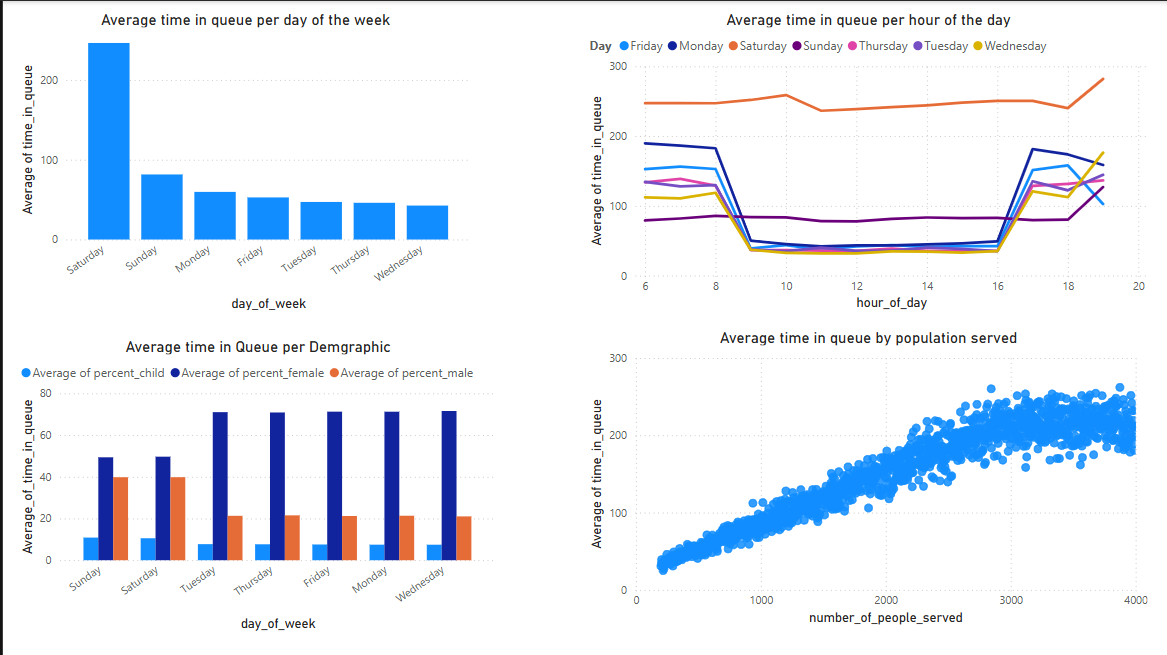 Average time in queue per day of the week
Average of time_in_queue
200
100
0
Saturday
Sunday
Monday
Friday
Tuesday
Thursday
Wednesday
day_of_week
Average time in queue per hour of the day
Day Friday Monday Saturday Sunday Thursday Tuesday Wednesday
Average of time_in_queue
300
200
100
0
6 8 10 12 14 16 18 20
hour_of_day
Average time in Queue per Demgraphic
Average of percent_child Average of percent_female Average of percent_male
Average_of_time_in_queue
80
60
40
20
0
Sunday
Saturday
Tuesday
Thursday
Friday
Monday
Wednesday
day_of_week
Average time in queue by population served
Average of time_in_queue
300
200
100
0
0 1000 2000 3000 4000
number_of_people_served